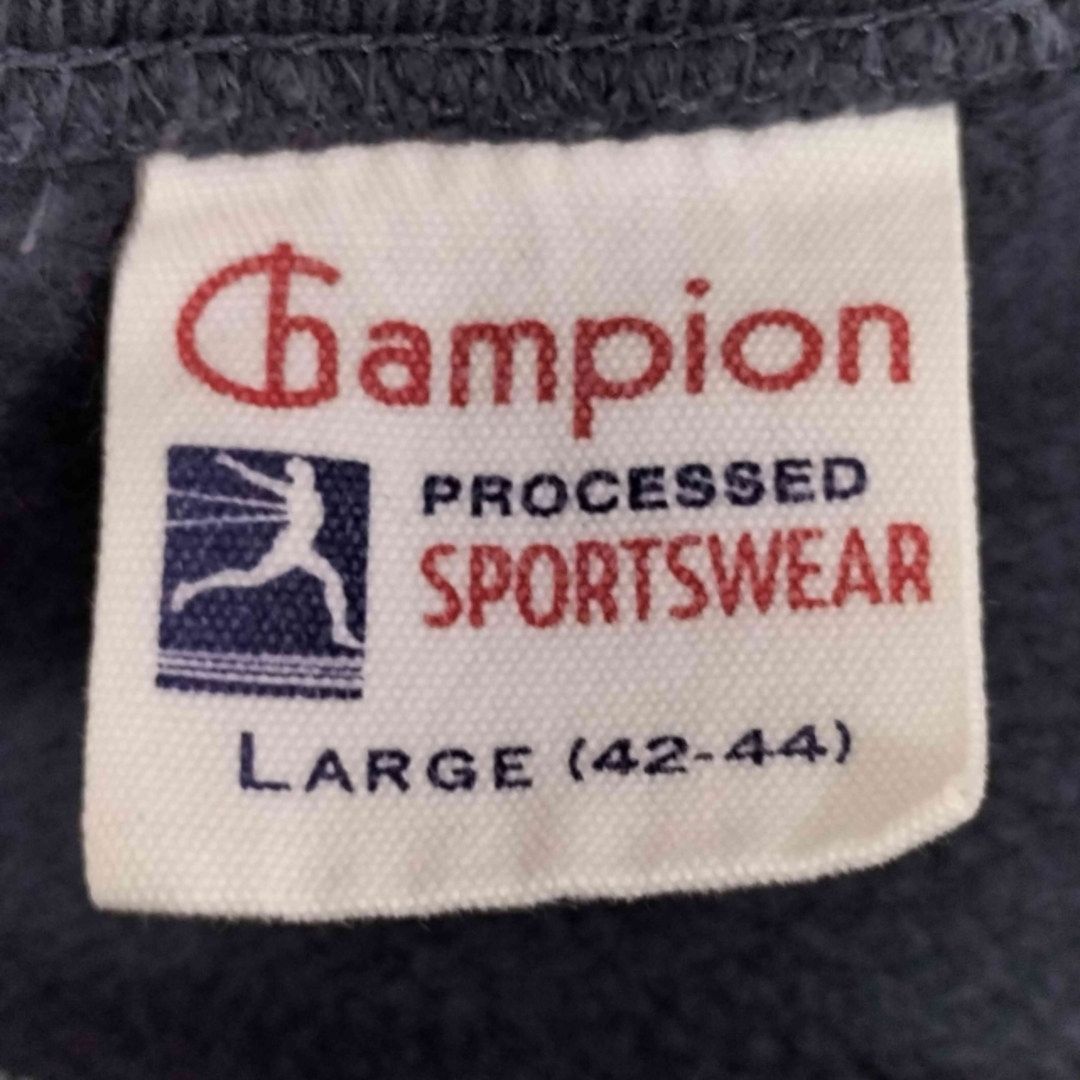 Champion
PROCESSED
SPORTSWEAR
LARGE (42-44)